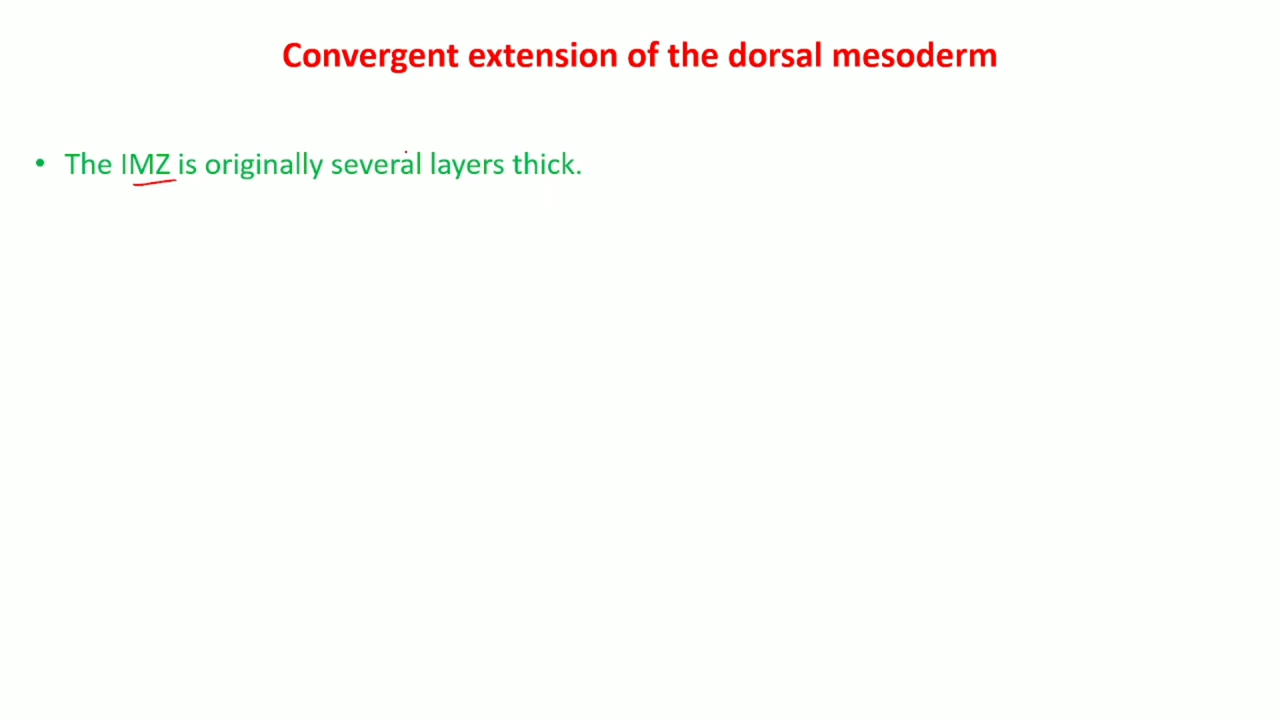 Convergent extension of the dorsal mesoderm
• The IMZ is originally several layers thick.